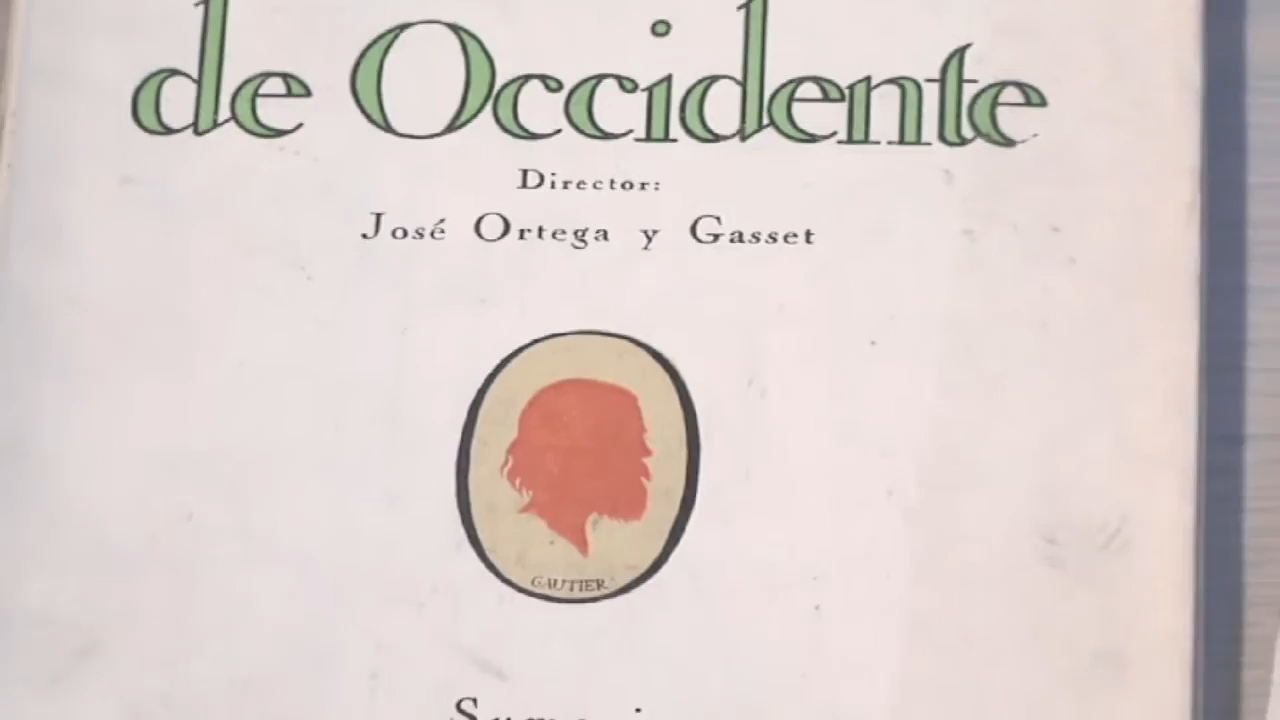 de Occidente
Director:
José Ortega y Gasset
GAUTIER